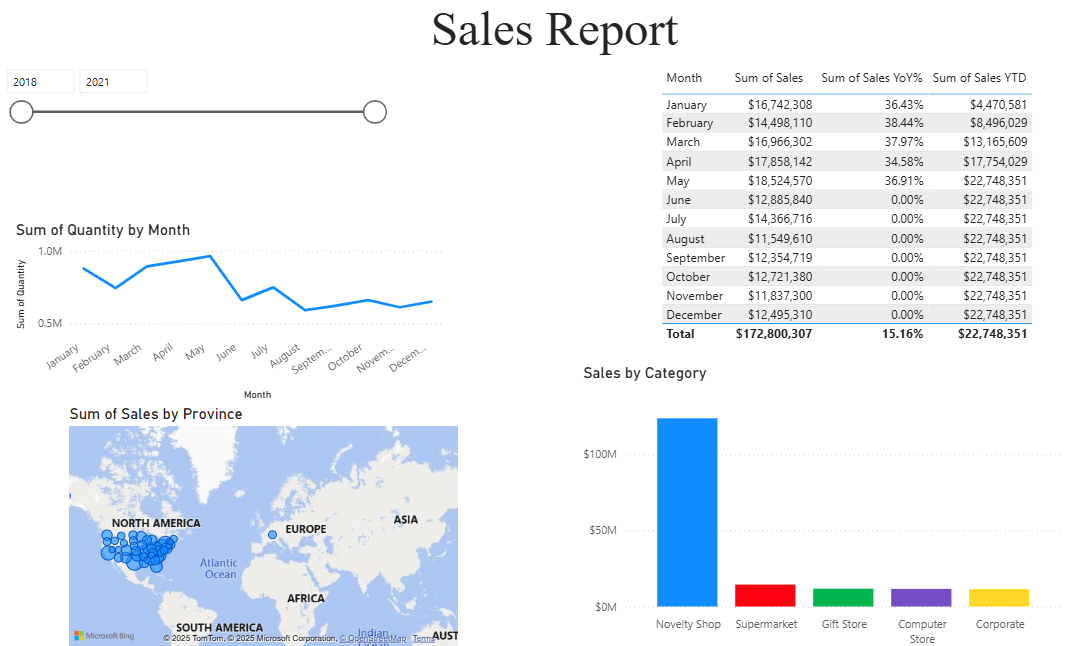 Sales Report
2018 2021
Month Sum of Sales Sum of Sales YoY% Sum of Sales YTD
January $16,742,308 36.43% $4,470,581
February $14,498,110 38.44% $8,496,029
March $16,966,302 37.97% $13,165,609
April $17,858,142 34.58% $17,754,029
May $18,524,570 36.91% $22,748,351
June $12,885,840 0.00% $22,748,351
July $14,366,716 0.00% $22,748,351
August $11,549,610 0.00% $22,748,351
September $12,354,719 0.00% $22,748,351
October $12,721,380 0.00% $22,748,351
November $11,837,300 0.00% $22,748,351
December $12,495,310 0.00% $22,748,351
Total $172,800,307 15.16% $22,748,351
Sum of Quantity by Month
Sum of Quantity
1.0M
0.5M
January February March April May June July August Septem... October Novem... Decem...
Month
Sum of Sales by Province
NORTH AMERICA
EUROPE
ASIA
Atlantic
Ocean
AFRICA
SOUTH AMERICA
Indian
Ocean
AUST
Microsoft Bing
© 2025 TomTom, © 2025 Microsoft Corporation, © OpenStreetMap Terms
Sales by Category
$100M
$50M
$0M
Novelty Shop Supermarket Gift Store Computer Corporate
Store